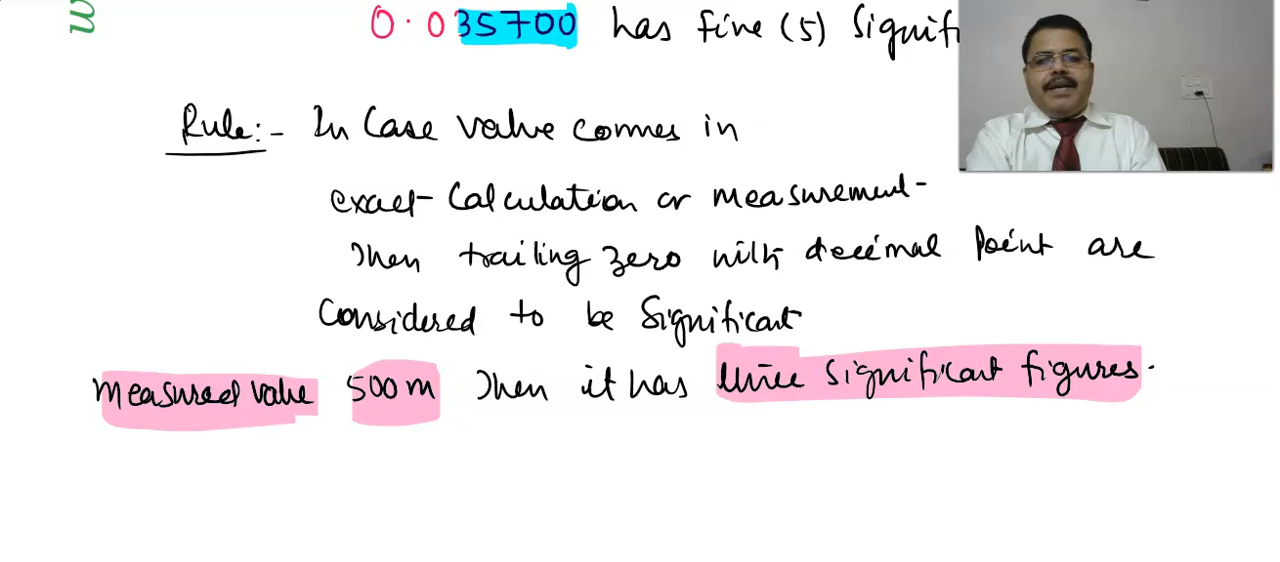 0.035700 has five (5) Signifi
Rule:- In Case value comes in
exact Calculation or measurement-
Then trailing zero with decimal Point are
Considered to be Significant
Measured value 500m Then it has three significant figures.